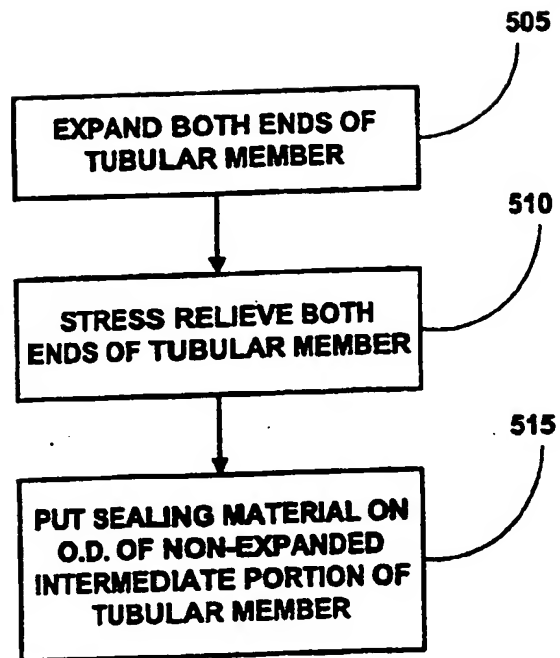 505
EXPAND BOTH ENDS OF
TUBULAR MEMBER
510
STRESS RELIEVE BOTH
ENDS OF TUBULAR MEMBER
515
PUT SEALING MATERIAL ON
O.D. OF NON-EXPANDED
INTERMEDIATE PORTION OF
TUBULAR MEMBER